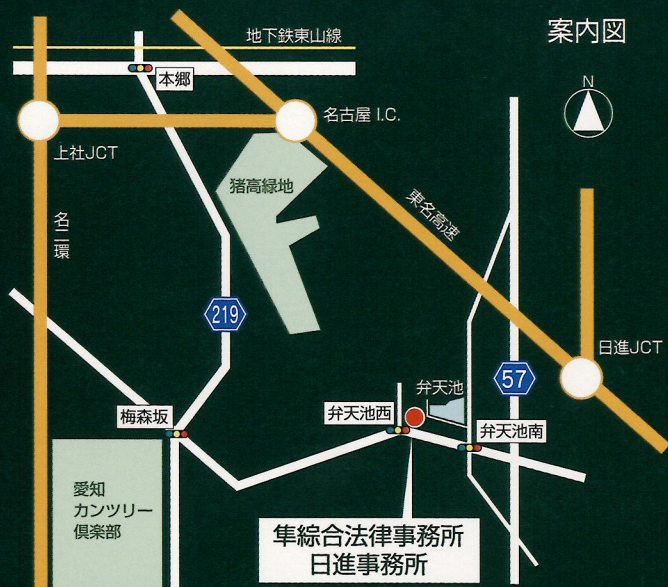 案内図
地下鉄東山線
本郷
N
名古屋 I.C.
上社JCT
猪高緑地
東名高速
名二環
219
日進JCT
57
弁天池
梅森坂
弁天池西
弁天池南
愛知
カンツリー
倶楽部
隼綜合法律事務所
日進事務所